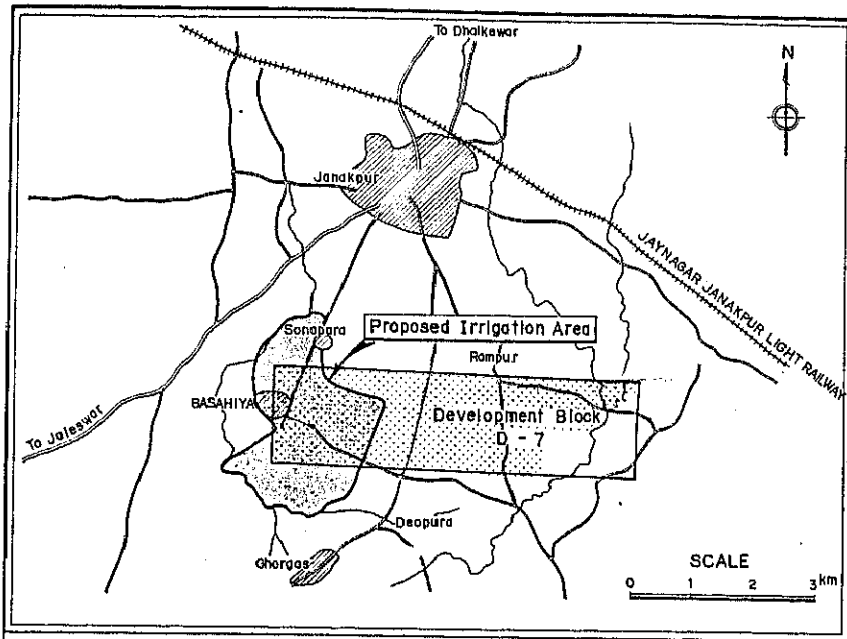 To Dhalkewar
N
Janakpur
JAYNAGAR JANAKPUR LIGHT RAILWAY
Sonapara
Proposed Irrigation Area
Rampur
BASAHIYA
Development Block
D - 7
To Jaleswar
Deopura
Ghorgas
SCALE
0 1 2 3 km